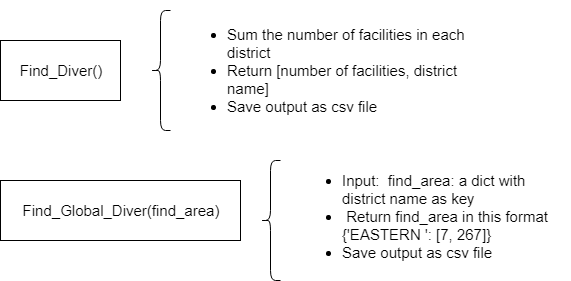 Find_Diver()
Sum the number of facilities in each
district
Return [number of facilities, district
name]
Save output as csv file
Find_Global_Diver(find_area)
Input:  find_area: a dict with
district name as key
Return find_area in this format
{'EASTERN ': [7, 267]}
Save output as csv file